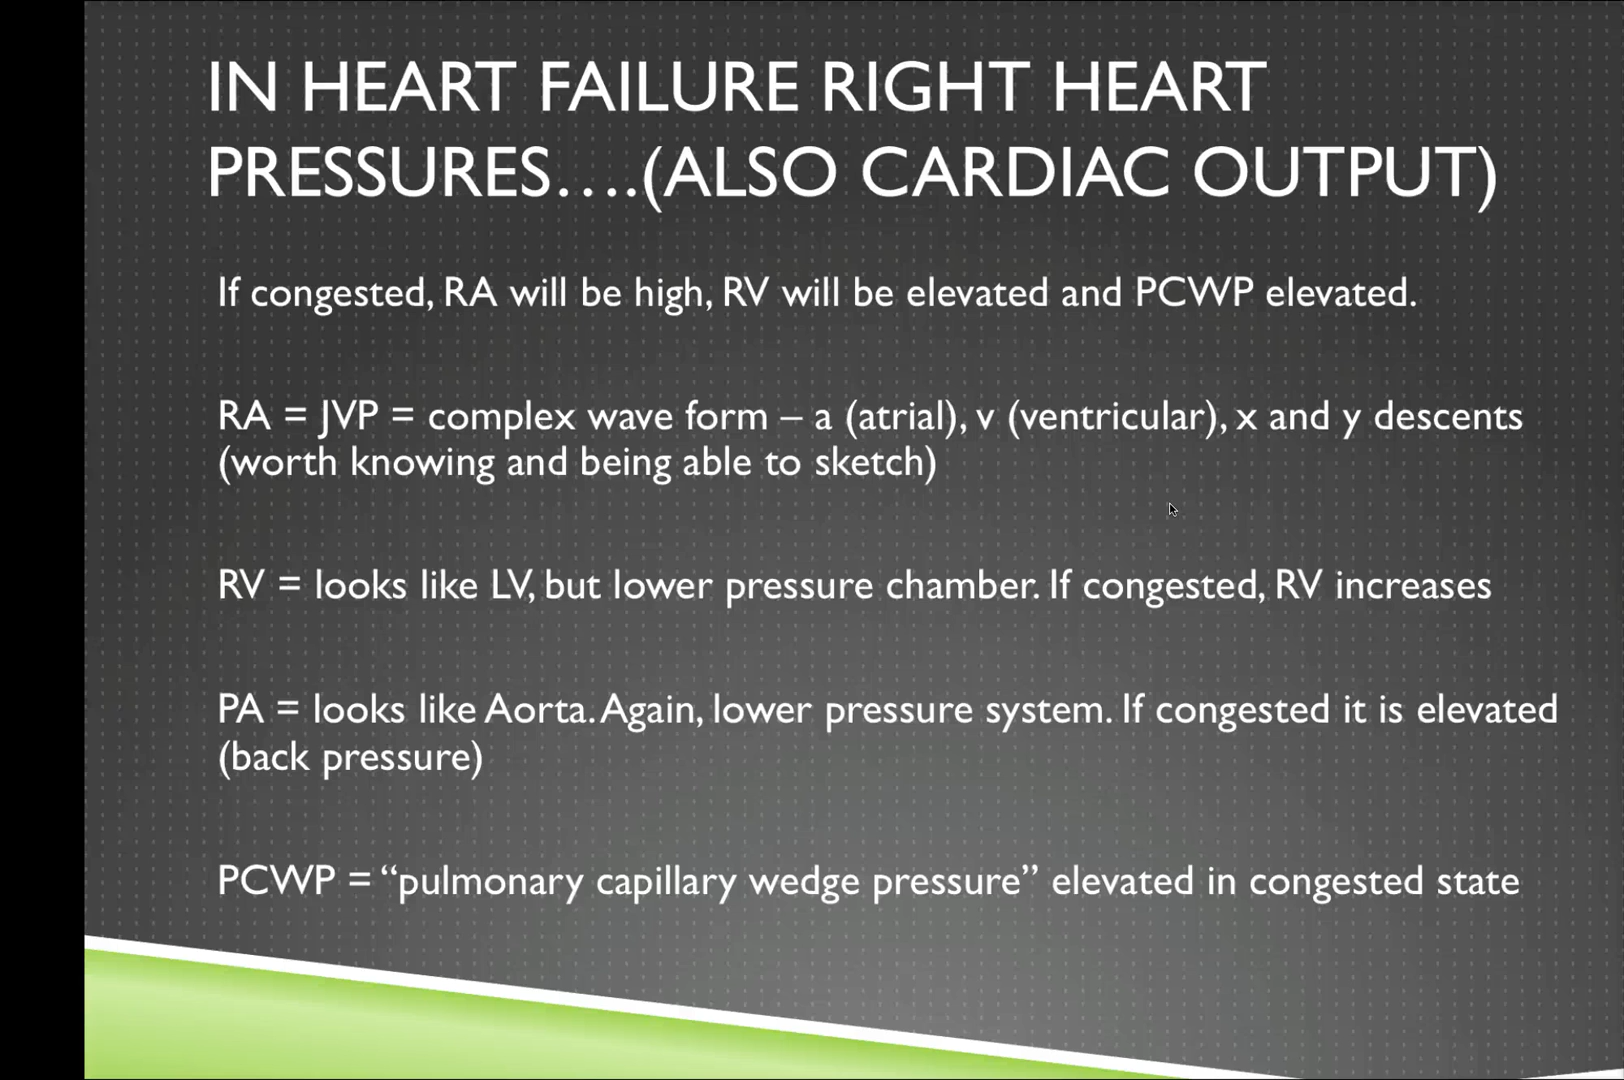 IN HEART FAILURE RIGHT HEART
PRESSURES….(ALSO CARDIAC OUTPUT)
If congested, RA will be high, RV will be elevated and PCWP elevated.
RA = JVP = complex wave form – a (atrial), v (ventricular), x and y descents
(worth knowing and being able to sketch)
RV = looks like LV, but lower pressure chamber. If congested, RV increases
PA = looks like Aorta. Again, lower pressure system. If congested it is elevated
(back pressure)
PCWP = “pulmonary capillary wedge pressure” elevated in congested state